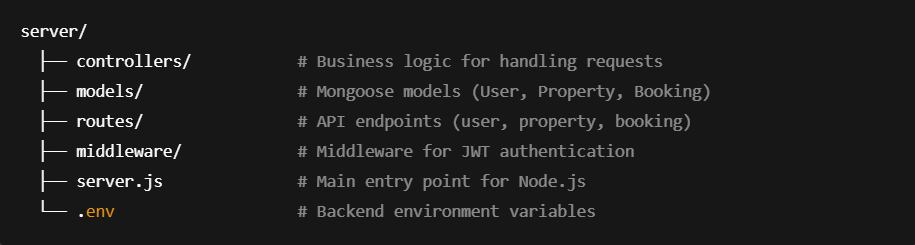 server/
├── controllers/           # Business logic for handling requests
├── models/                # Mongoose models (User, Property, Booking)
├── routes/                # API endpoints (user, property, booking)
├── middleware/            # Middleware for JWT authentication
├── server.js              # Main entry point for Node.js
└── .env                   # Backend environment variables